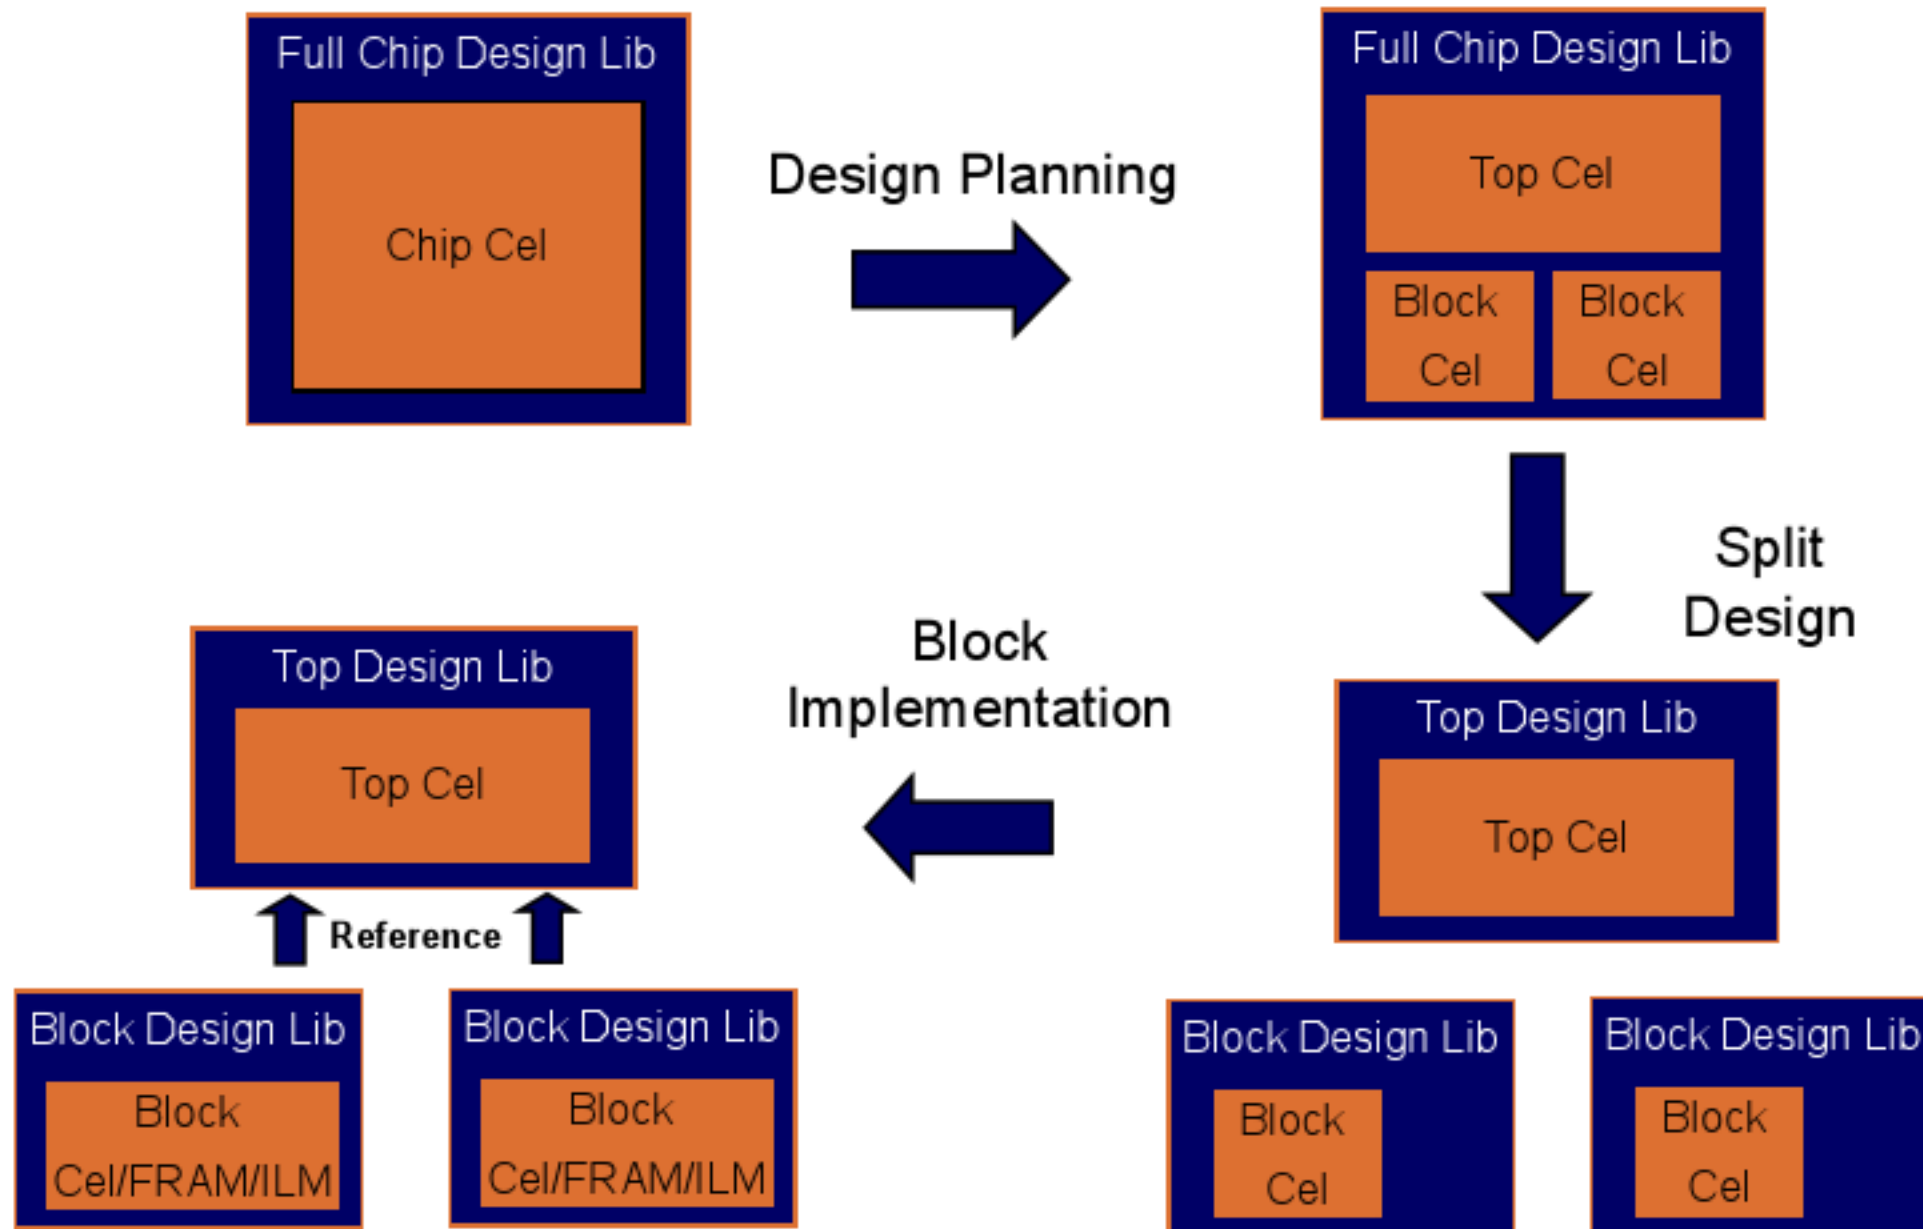 Full Chip Design Lib
Chip Cel
Design Planning
Full Chip Design Lib
Top Cel
Block
Cel
Block
Cel
Split
Design
Top Design Lib
Top Cel
Block Design Lib
Block
Cel
Block Design Lib
Block
Cel
Block
Implementation
Top Design Lib
Top Cel
Reference
Block Design Lib
Block
Cel/FRAM/ILM
Block Design Lib
Block
Cel/FRAM/ILM